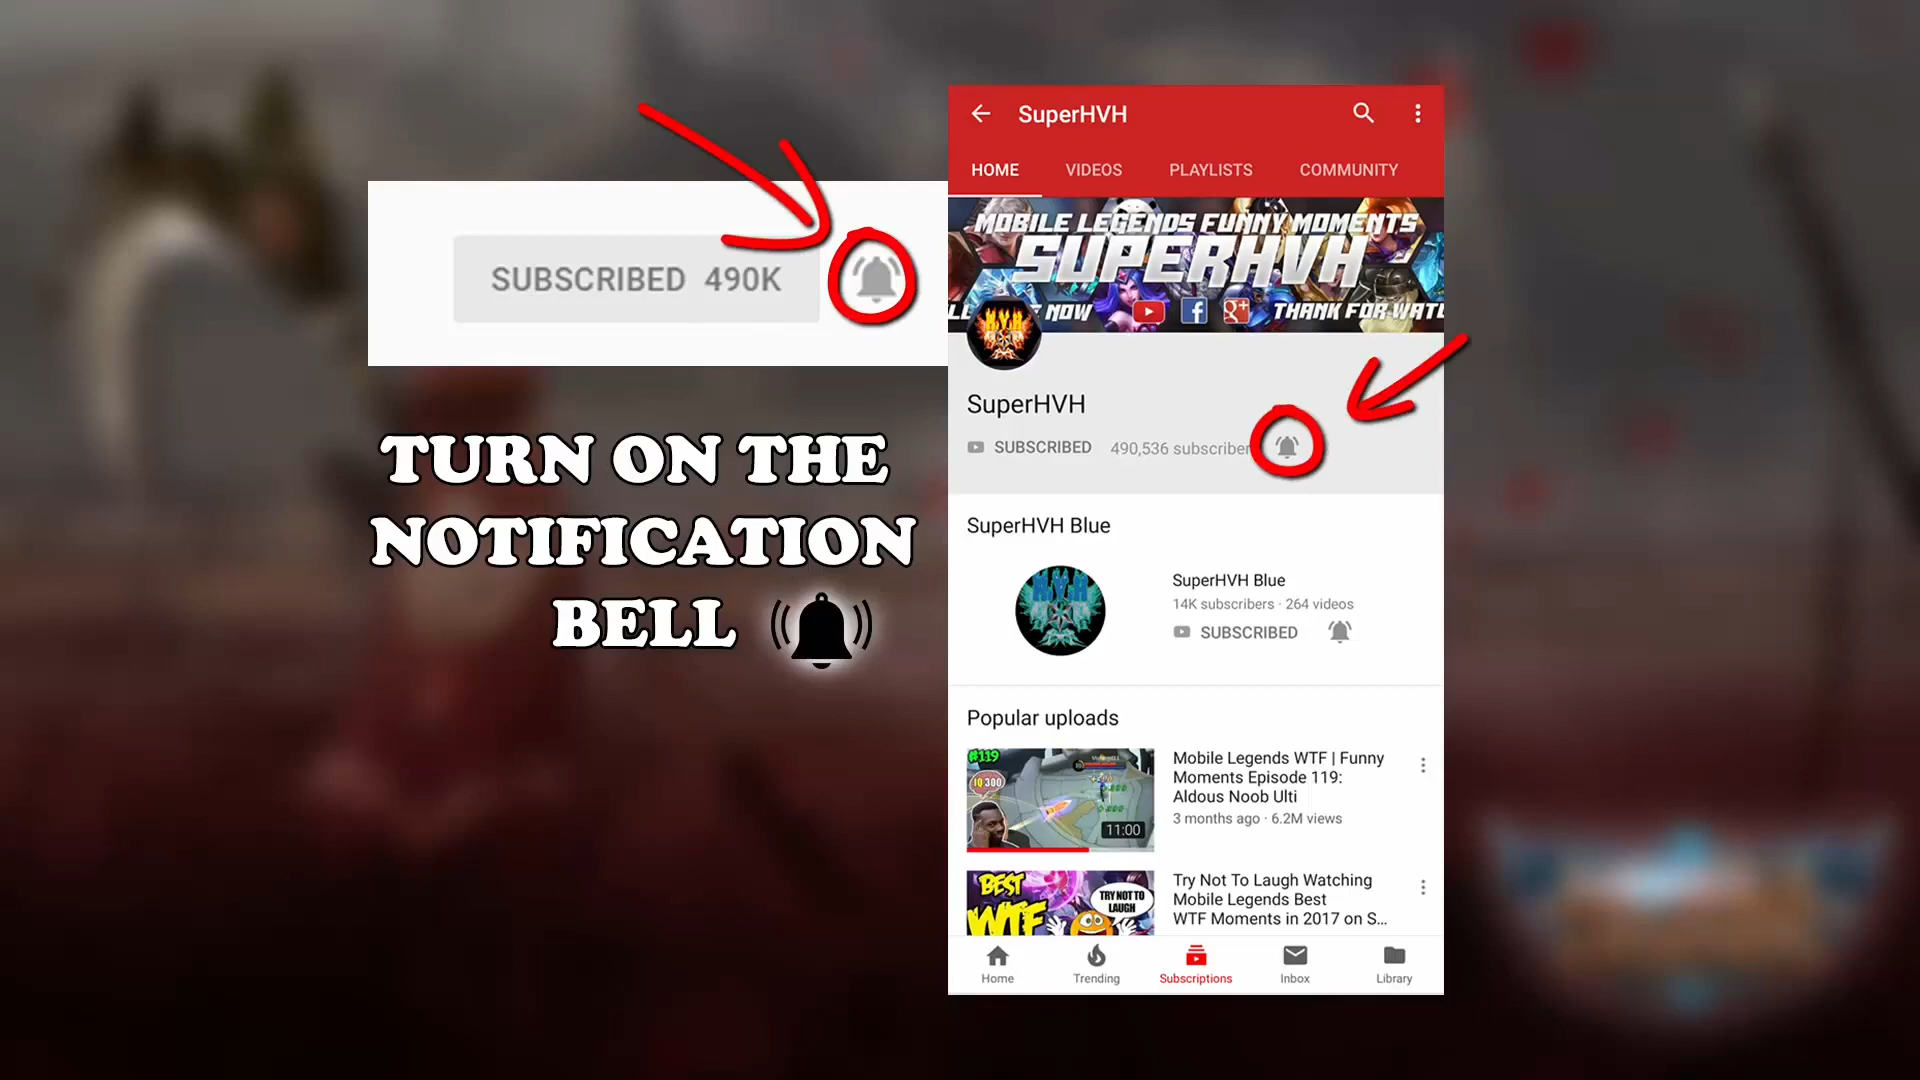 SUBSCRIBED 490K
TURN ON THE
NOTIFICATION
BELL
SuperHVH
HOME VIDEOS PLAYLISTS COMMUNITY
MOBILE LEGENDS FUNNY MOMENTS
SUPERHVH
NOW
THANK FOR WAT
SuperHVH
SUBSCRIBED 490,536 subscriber
SuperHVH Blue
H.V.H
SuperHVH Blue
14K subscribers · 264 videos
SUBSCRIBED
Popular uploads
#119
IQ 300
11:00
Mobile Legends WTF | Funny
Moments Episode 119:
Aldous Noob Ulti
3 months ago · 6.2M views
BEST
WTF
TRY NOT TO
LAUGH
Try Not To Laugh Watching
Mobile Legends Best
WTF Moments in 2017 on S...
Home Trending Subscriptions Inbox Library